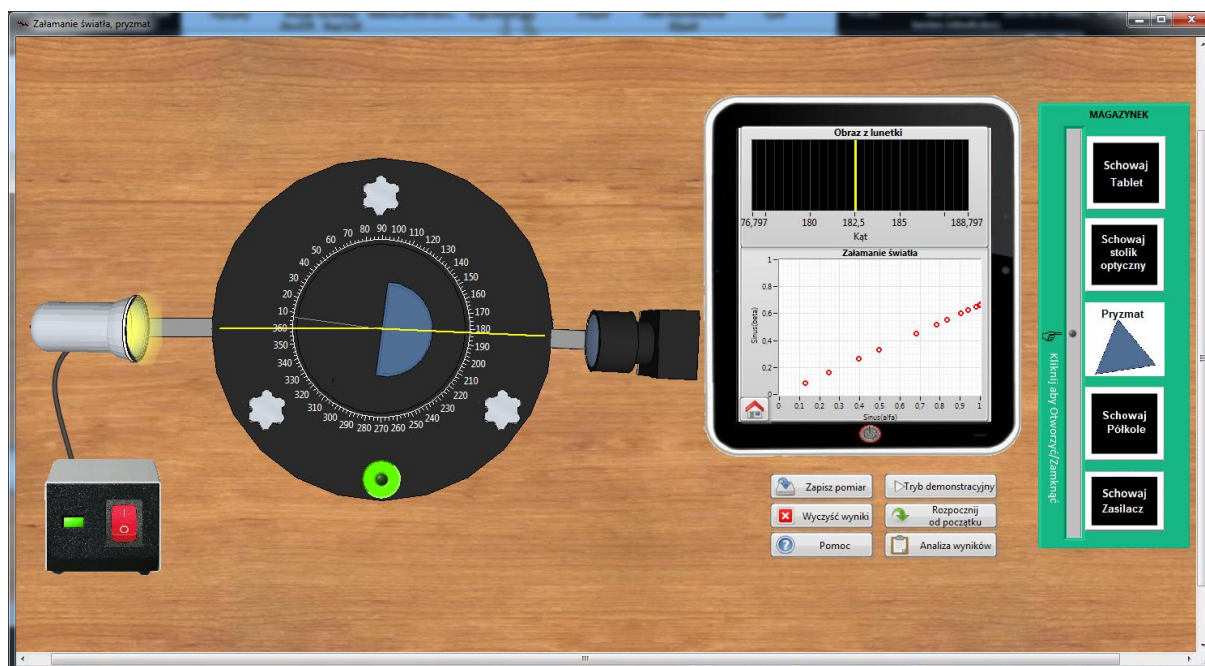 Załamanie światła, pryzmat
10 20 30 40 50 60 70 80 90 100 110 120 130 140 150 160 170 180 190 200 210 220 230 240 250 260 270 280 290 300 310 320 330 340 350 360
Obraz z lunetki
76,797 180 182,5 185 188,797
Kąt
Załamanie światła
Sinus(beta)
1
0,8
0,6
0,4
0,2
0
0 0,1 0,2 0,3 0,4 0,5 0,6 0,7 0,8 0,9 1
Sinus(alfa)
Zapisz pomiar
Tryb demonstracyjny
Wyczyść wyniki
Rozpocznij
od początku
Pomoc
Analiza wyników
MAGAZYNEK
Schowaj
Tablet
Schowaj
stolik
optyczny
Pryzmat
Schowaj
Półkole
Schowaj
Zasilacz
Kliknij aby Otworzyć/Zamknąć